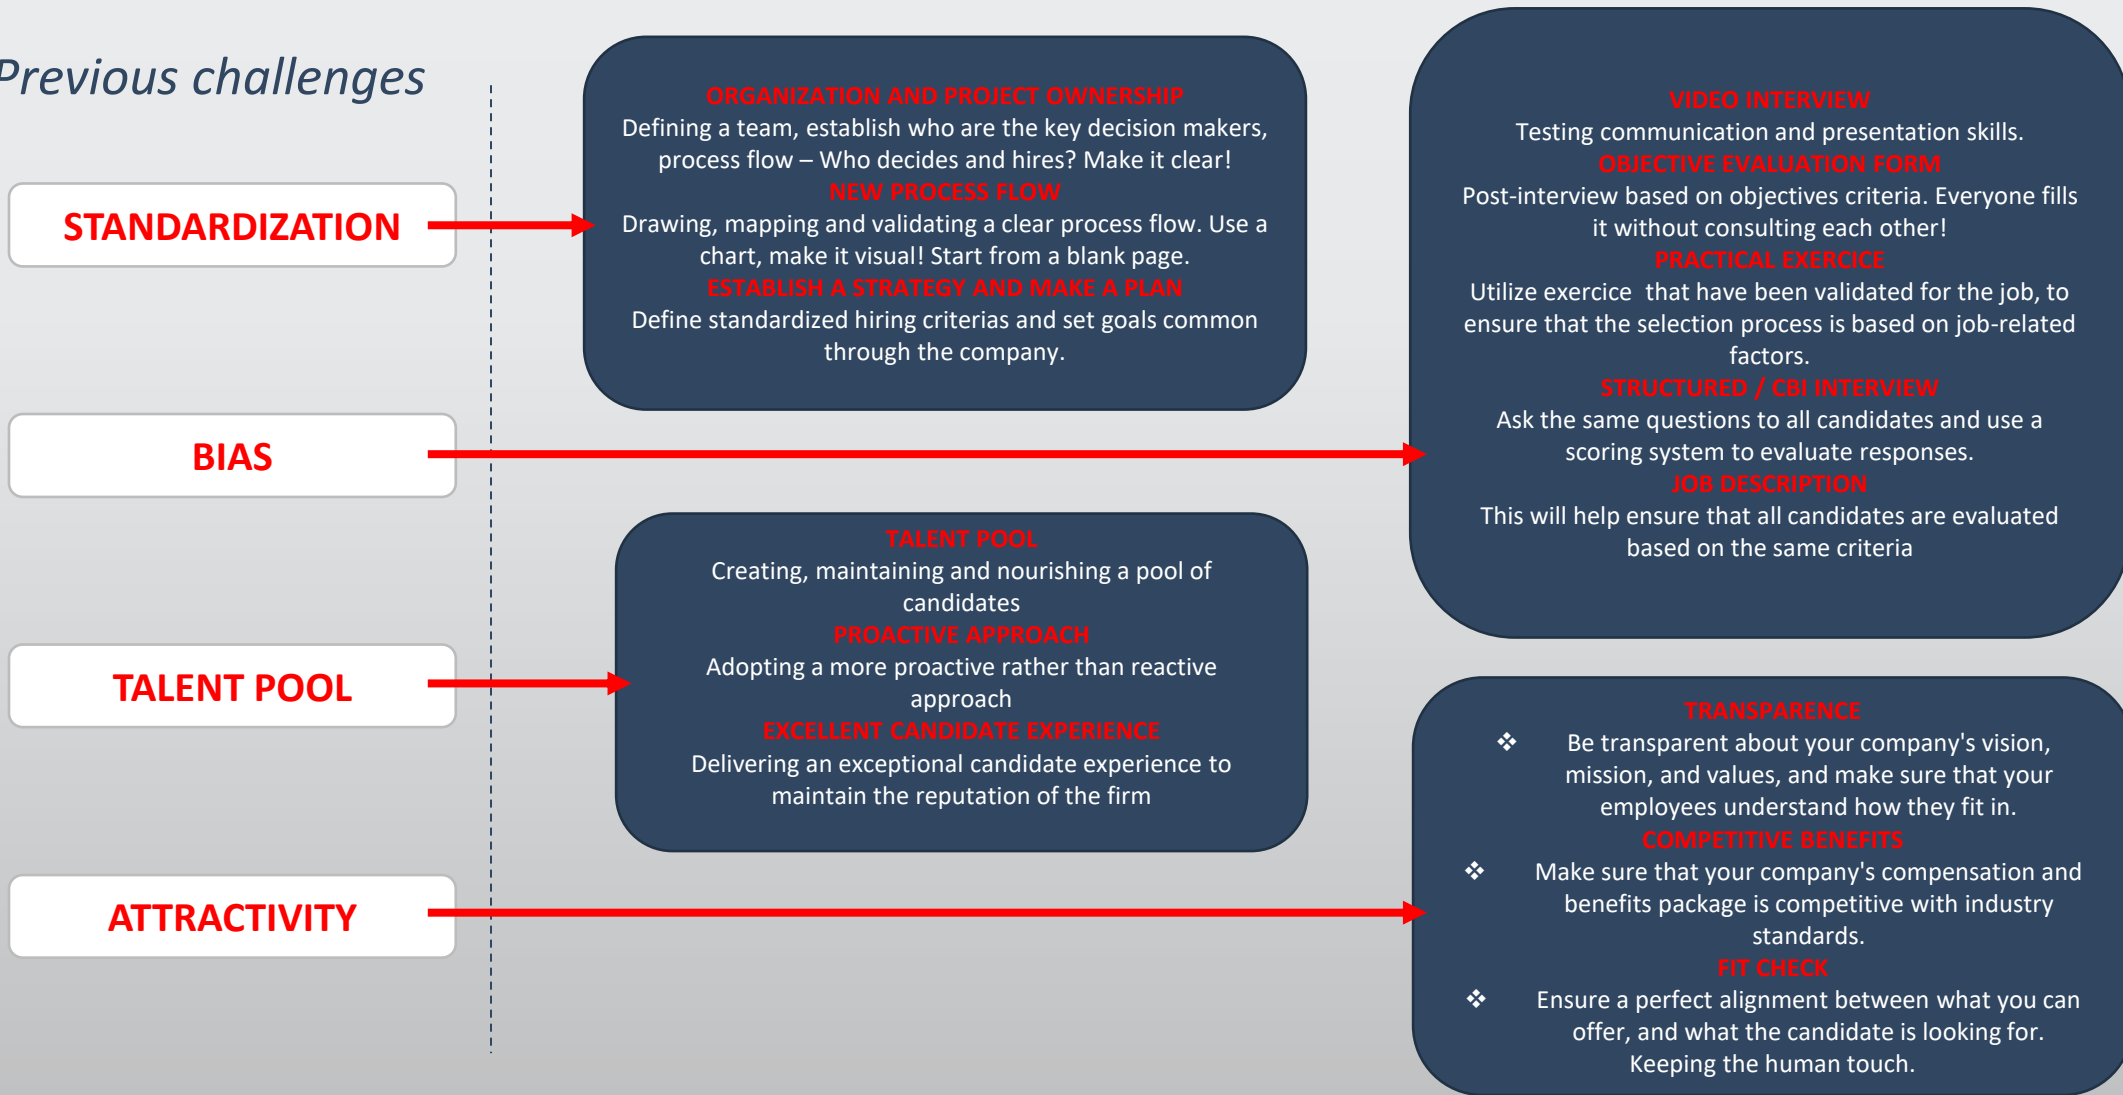 Previous challenges
STANDARDIZATION
BIAS
TALENT POOL
ATTRACTIVITY
ORGANIZATION AND PROJECT OWNERSHIP
Defining a team, establish who are the key decision makers,
process flow – Who decides and hires? Make it clear!
NEW PROCESS FLOW
Drawing, mapping and validating a clear process flow. Use a
chart, make it visual! Start from a blank page.
ESTABLISH A STRATEGY AND MAKE A PLAN
Define standardized hiring criterias and set goals common
through the company.
TALENT POOL
Creating, maintaining and nourishing a pool of
candidates
PROACTIVE APPROACH
Adopting a more proactive rather than reactive
approach
EXCELLENT CANDIDATE EXPERIENCE
Delivering an exceptional candidate experience to
maintain the reputation of the firm
VIDEO INTERVIEW
Testing communication and presentation skills.
OBJECTIVE EVALUATION FORM
Post-interview based on objectives criteria. Everyone fills
it without consulting each other!
PRACTICAL EXERCICE
Utilize exercice  that have been validated for the job, to
ensure that the selection process is based on job-related
factors.
STRUCTURED / CBI INTERVIEW
Ask the same questions to all candidates and use a
scoring system to evaluate responses.
JOB DESCRIPTION
This will help ensure that all candidates are evaluated
based on the same criteria
TRANSPARENCE
❖ Be transparent about your company's vision,
mission, and values, and make sure that your
employees understand how they fit in.
COMPETITIVE BENEFITS
❖ Make sure that your company's compensation and
benefits package is competitive with industry
standards.
FIT CHECK
❖ Ensure a perfect alignment between what you can
offer, and what the candidate is looking for.
Keeping the human touch.